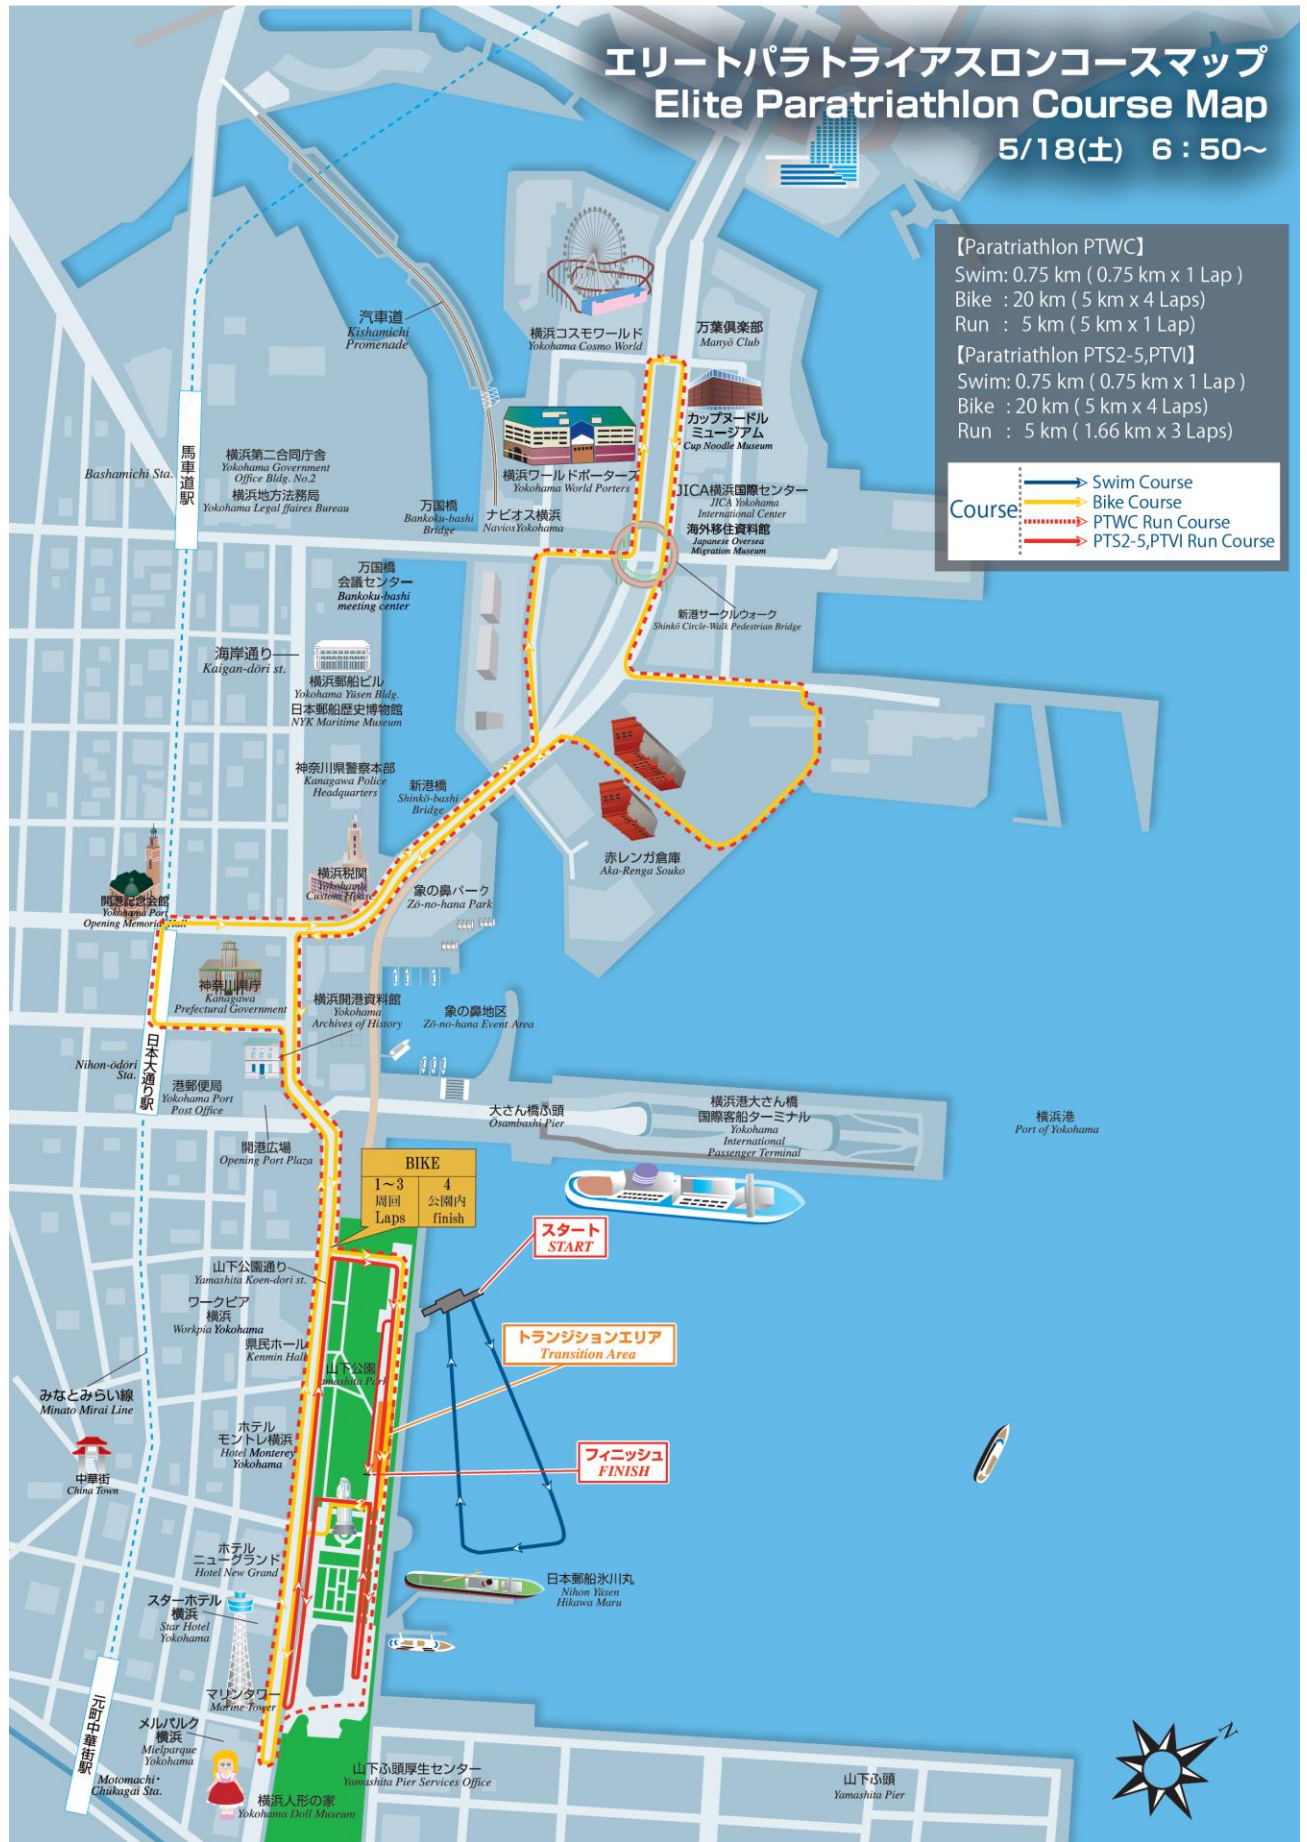 エリートパラトライアスロンコースマップ
Elite Paratriathlon Course Map
5/18(土) 6：50～
【Paratriathlon PTWC】
Swim: 0.75 km ( 0.75 km x 1 Lap )
Bike : 20 km ( 5 km x 4 Laps)
Run : 5 km ( 5 km x 1 Lap)
【Paratriathlon PTS2-5,PTVI】
Swim: 0.75 km ( 0.75 km x 1 Lap )
Bike : 20 km ( 5 km x 4 Laps)
Run : 5 km ( 1.66 km x 3 Laps)
Course
Swim Course
Bike Course
PTWC Run Course
PTS2-5,PTVI Run Course
汽車道
Kishamichi
Promenade
横浜コスモワールド
Yokohama Cosmo World
万葉倶楽部
Manyō Club
カップヌードル
ミュージアム
Cup Noodle Museum
馬車道駅
Bashamichi Sta.
横浜第二合同庁舎
Yokohama Government
Office Bldg. No.2
横浜地方法務局
Yokohama Legal ffaires Bureau
万国橋
Bankoku-bashi
Bridge
横浜ワールドポーターズ
Yokohama World Porters
ナビオス横浜
NaviosYokohama
JICA横浜国際センター
JICA Yokohama
International Center
海外移住資料館
Japanese Oversea
Migration Museum
万国橋
会議センター
Bankoku-bashi
meeting center
新港サークルウォーク
Shinkō Circle-Walk Pedestrian Bridge
海岸通り
Kaigan-dōri st.
横浜郵船ビル
Yokohama Yūsen Bldg.
日本郵船歴史博物館
NYK Maritime Museum
神奈川県警察本部
Kanagawa Police
Headquarters
新港橋
Shinkō-bashi
Bridge
赤レンガ倉庫
Aka-Renga Souko
横浜税関
Yokohama
Custom House
象の鼻パーク
Zō-no-hana Park
開港記念会館
Yokohama Port
Opening Memorial Hall
神奈川県庁
Kanagawa
Prefectural Government
横浜開港資料館
Yokohama
Archives of History
象の鼻地区
Zō-no-hana Event Area
日本大通り駅
Nihon-ōdōri
Sta.
港郵便局
Yokohama Port
Post Office
開港広場
Opening Port Plaza
大さん橋ふ頭
Ōsambashi Pier
横浜港大さん橋
国際客船ターミナル
Yokohama
International
Passenger Terminal
横浜港
Port of Yokohama
BIKE
1～3
周回
Laps
4
公園内
finish
スタート
START
山下公園通り
Yamashita Koen-dori st.
ワークピア
横浜
Workpia Yokohama
県民ホール
Kenmin Hall
トランジションエリア
Transition Area
山下公園
Yamashita Park
みなとみらい線
Minato Mirai Line
ホテル
モントレ横浜
Hotel Monterey
Yokohama
フィニッシュ
FINISH
中華街
China Town
ホテル
ニューグランド
Hotel New Grand
日本郵船氷川丸
Nihon Yūsen
Hikawa Maru
スターホテル
横浜
Star Hotel
Yokohama
マリンタワー
Marine Tower
元町中華街駅
Motomachi・
Chūkagai Sta.
メルパルク
横浜
Mielparque
Yokohama
横浜人形の家
Yokohama Doll Museum
山下ふ頭厚生センター
Yamashita Pier Services Office
山下ふ頭
Yamashita Pier
N